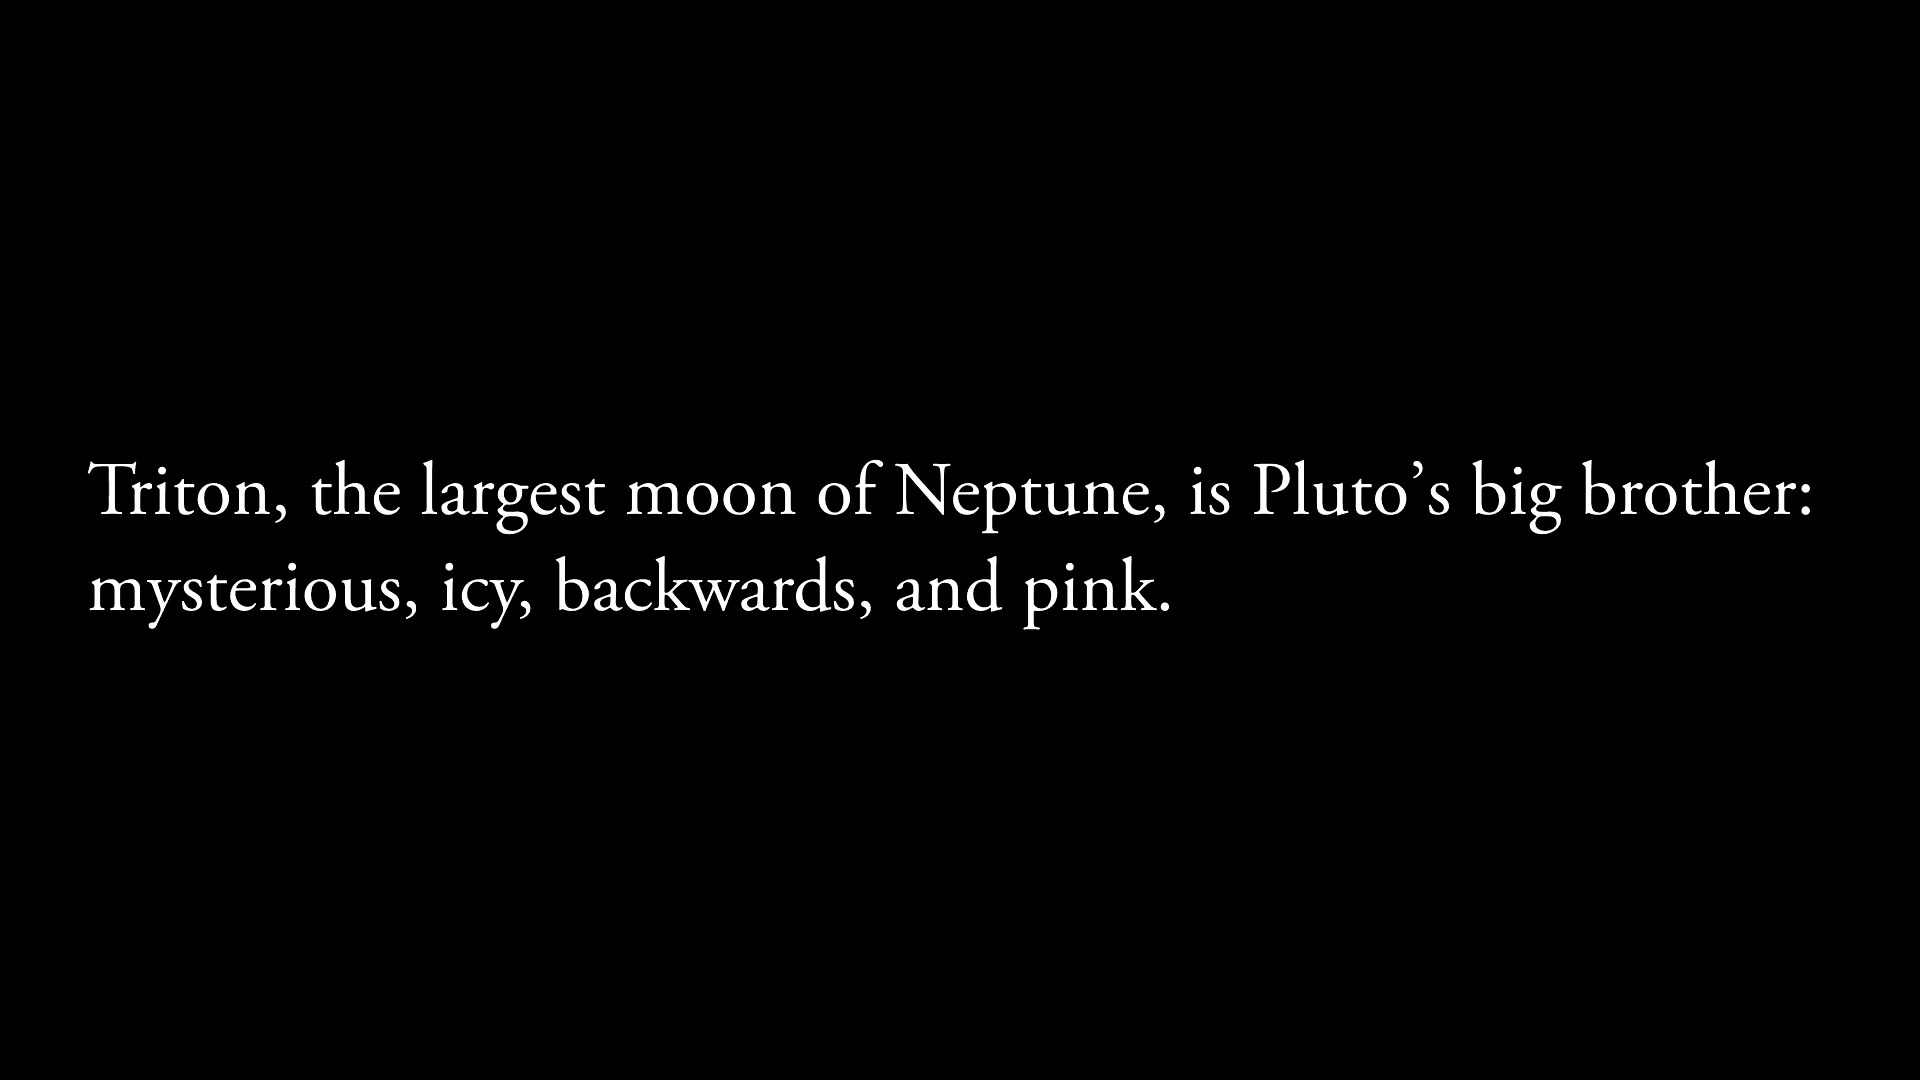 Triton, the largest moon of Neptune, is Pluto’s big brother:
mysterious, icy, backwards, and pink.